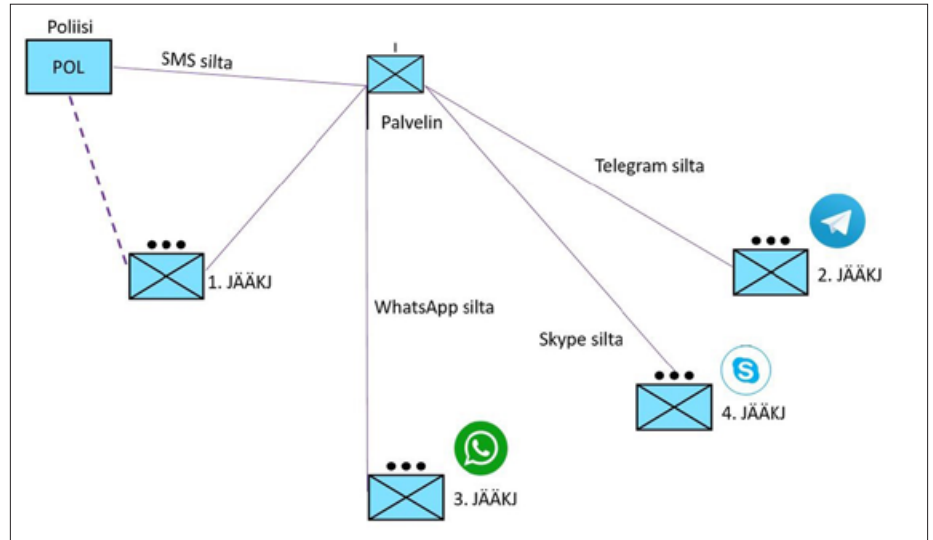 Poliisi
POL
SMS silta
I
Palvelin
Telegram silta
1. JÄÄKJ
2. JÄÄKJ
WhatsApp silta
Skype silta
S
4. JÄÄKJ
3. JÄÄKJ